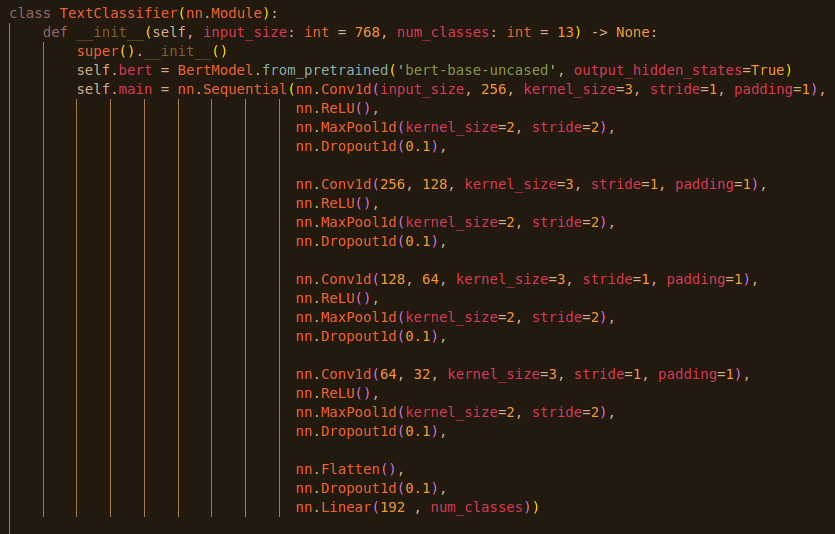 class TextClassifier(nn.Module):
    def __init__(self, input_size: int = 768, num_classes: int = 13) -> None:
        super().__init__()
        self.bert = BertModel.from_pretrained('bert-base-uncased', output_hidden_states=True)
        self.main = nn.Sequential(nn.Conv1d(input_size, 256, kernel_size=3, stride=1, padding=1),
                                  nn.ReLU(),
                                  nn.MaxPool1d(kernel_size=2, stride=2),
                                  nn.Dropout1d(0.1),

                                  nn.Conv1d(256, 128, kernel_size=3, stride=1, padding=1),
                                  nn.ReLU(),
                                  nn.MaxPool1d(kernel_size=2, stride=2),
                                  nn.Dropout1d(0.1),

                                  nn.Conv1d(128, 64, kernel_size=3, stride=1, padding=1),
                                  nn.ReLU(),
                                  nn.MaxPool1d(kernel_size=2, stride=2),
                                  nn.Dropout1d(0.1),

                                  nn.Conv1d(64, 32, kernel_size=3, stride=1, padding=1),
                                  nn.ReLU(),
                                  nn.MaxPool1d(kernel_size=2, stride=2),
                                  nn.Dropout1d(0.1),

                                  nn.Flatten(),
                                  nn.Dropout1d(0.1),
                                  nn.Linear(192 , num_classes))